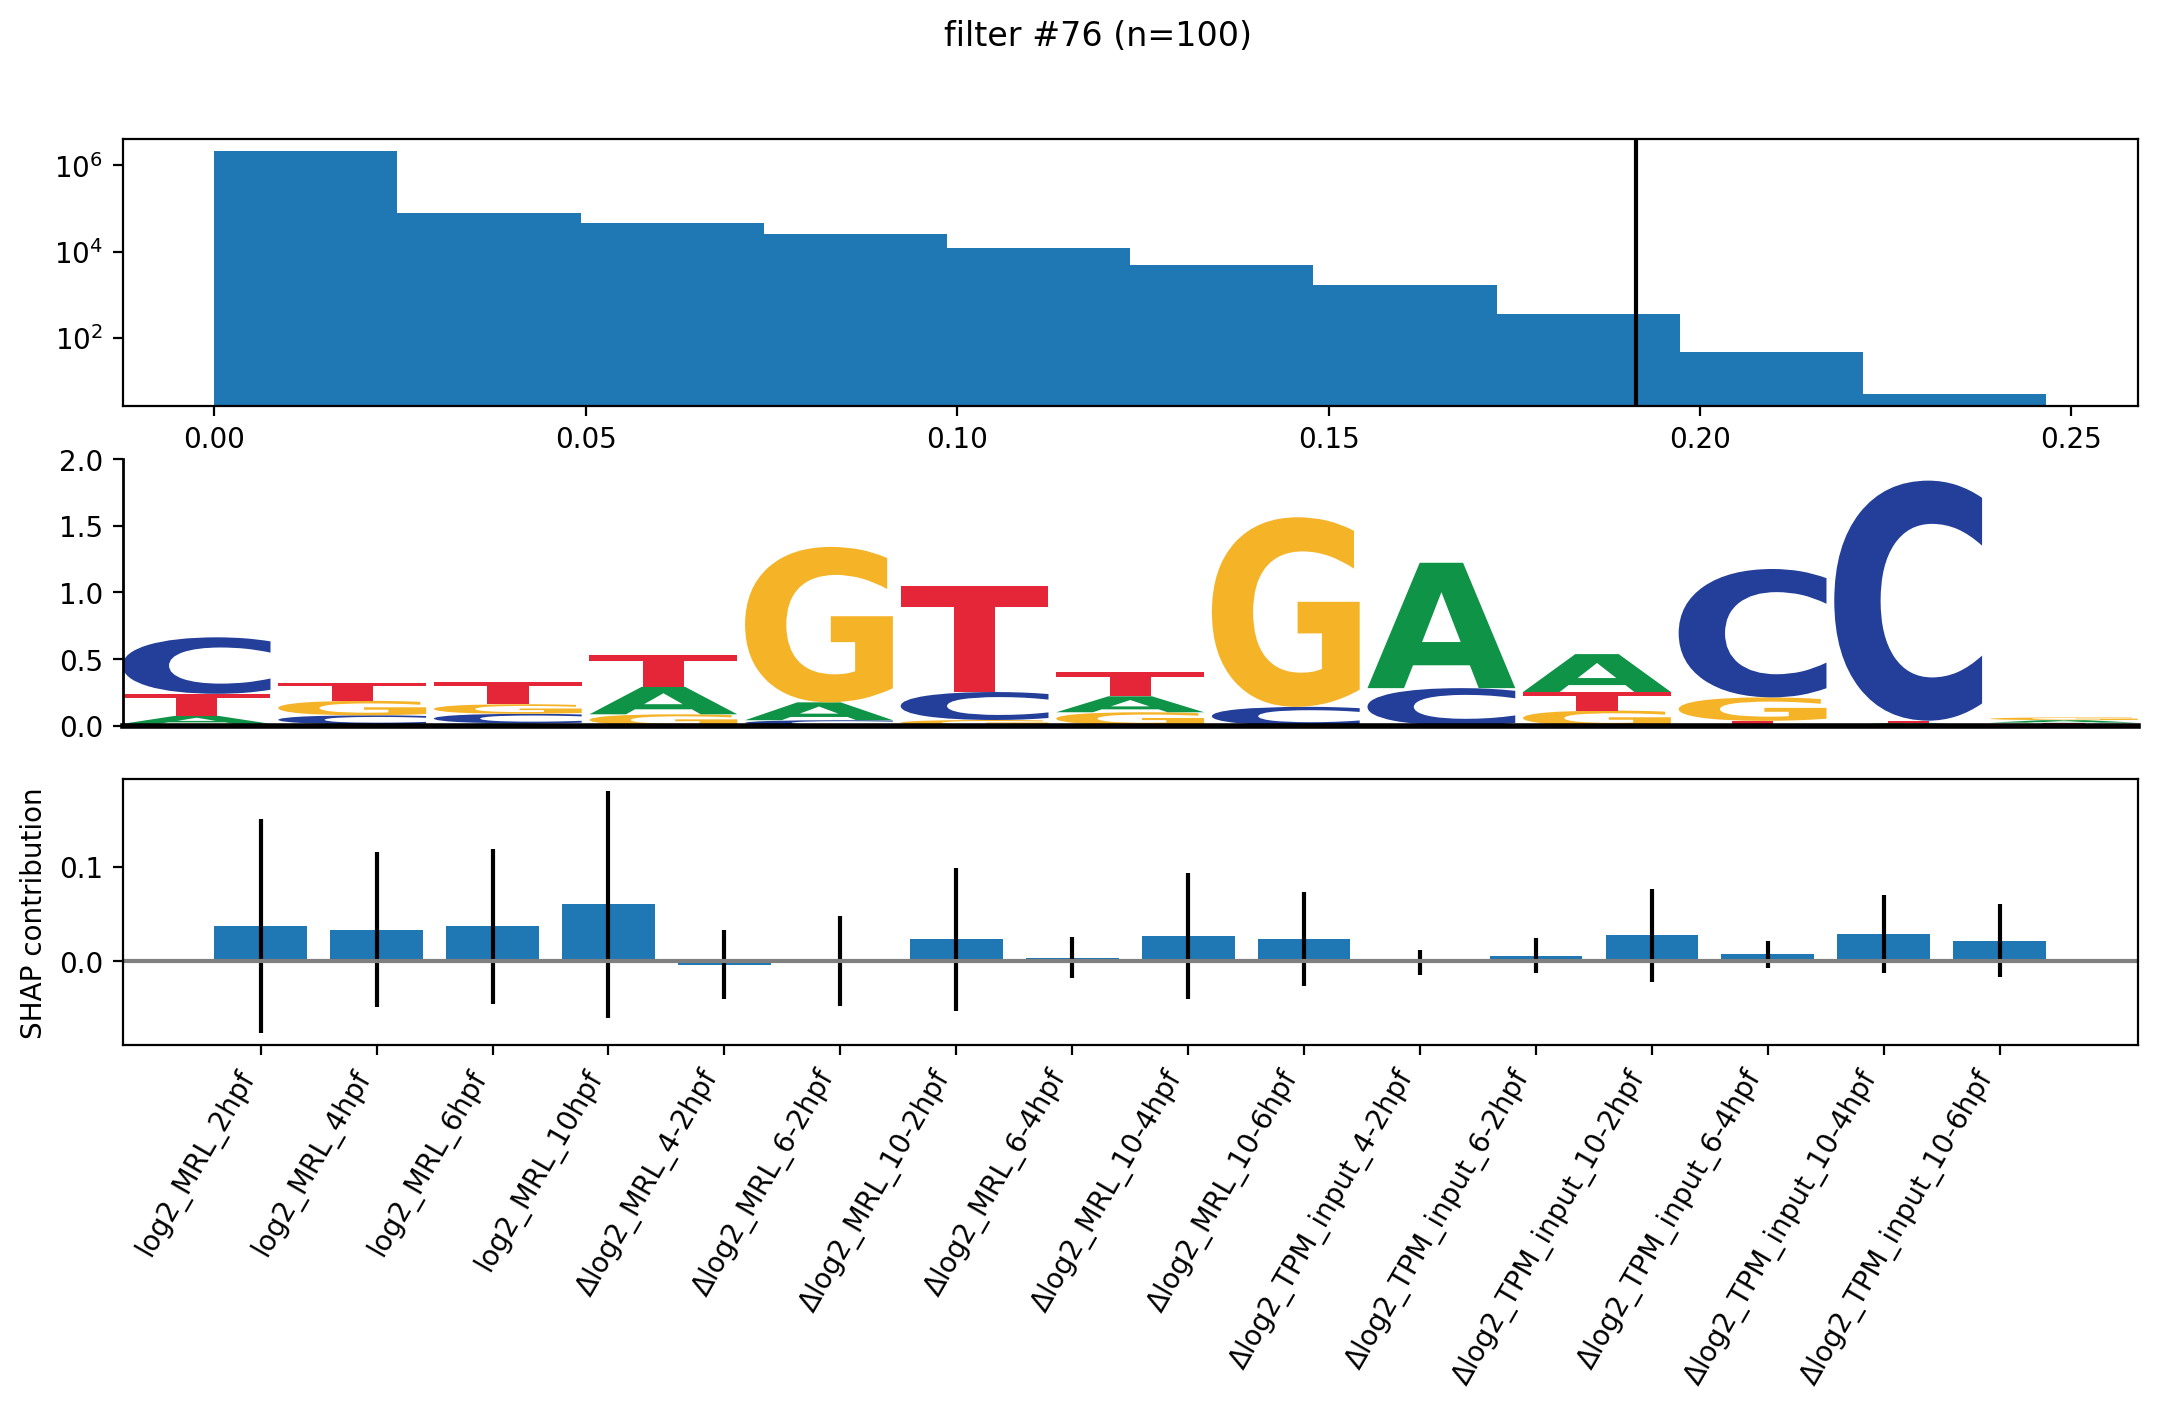 filter #76 (n=100)
10^6
10^4
10^2
0.00 0.05 0.10 0.15 0.20 0.25
2.0
1.5
1.0
0.5
0.0
SHAP contribution
0.1
0.0
log2_MRL_2hpf
log2_MRL_4hpf
log2_MRL_6hpf
log2_MRL_10hpf
Δlog2_MRL_4-2hpf
Δlog2_MRL_6-2hpf
Δlog2_MRL_10-2hpf
Δlog2_MRL_6-4hpf
Δlog2_MRL_10-4hpf
Δlog2_MRL_10-6hpf
Δlog2_TPM_input_4-2hpf
Δlog2_TPM_input_6-2hpf
Δlog2_TPM_input_10-2hpf
Δlog2_TPM_input_6-4hpf
Δlog2_TPM_input_10-4hpf
Δlog2_TPM_input_10-6hpf